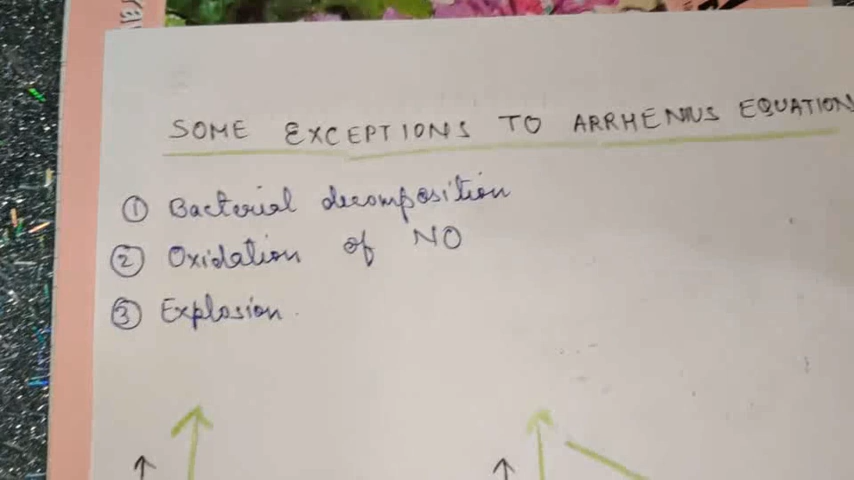 SOME EXCEPTIONS TO ARRHENIUS EQUATION
① Bacterial decomposition
② Oxidation of NO
③ Explosion.